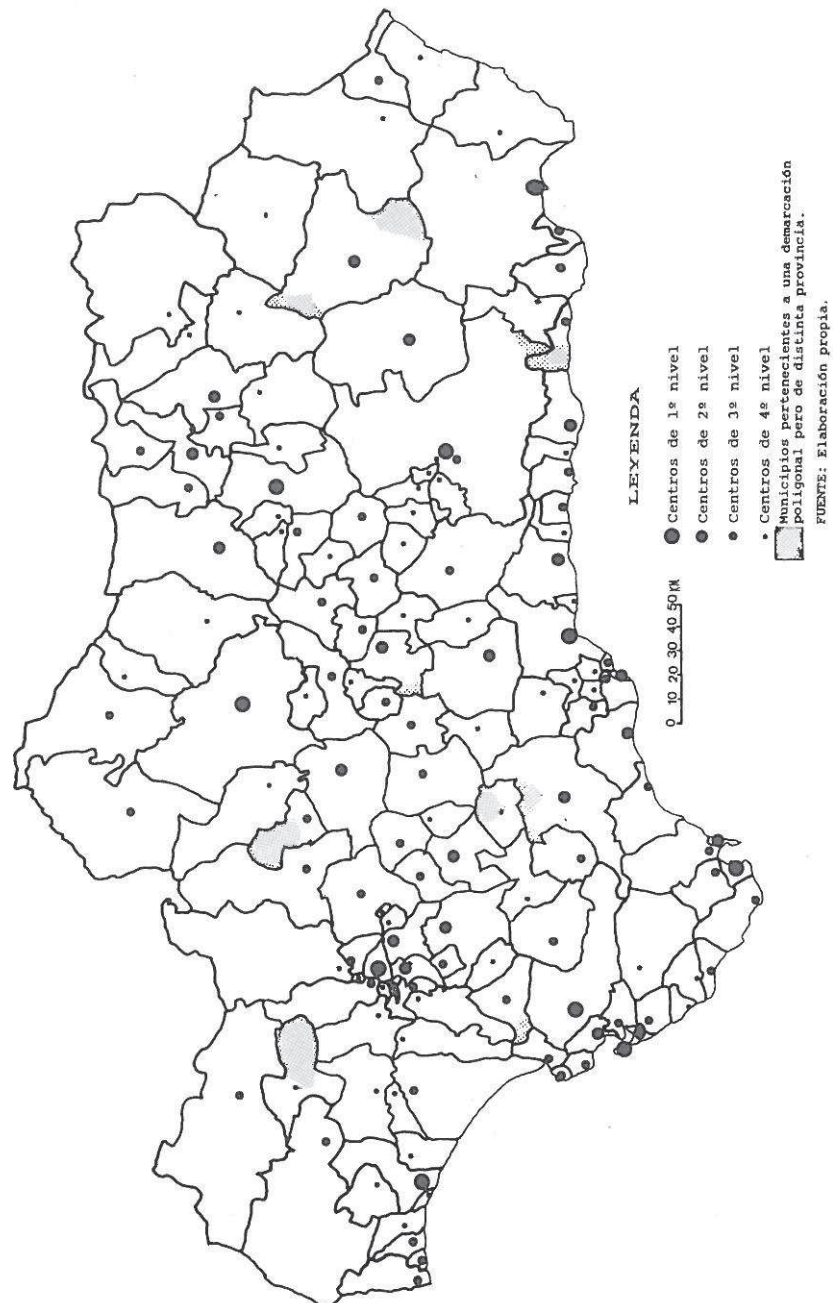 LEYENDA
Centros de 1º nivel
Centros de 2º nivel
Centros de 3º nivel
Centros de 4º nivel
Municipios pertenecientes a una demarcación
poligonal pero de distinta provincia.
FUENTE: Elaboración propia.
0 10 20 30 40 50 KM